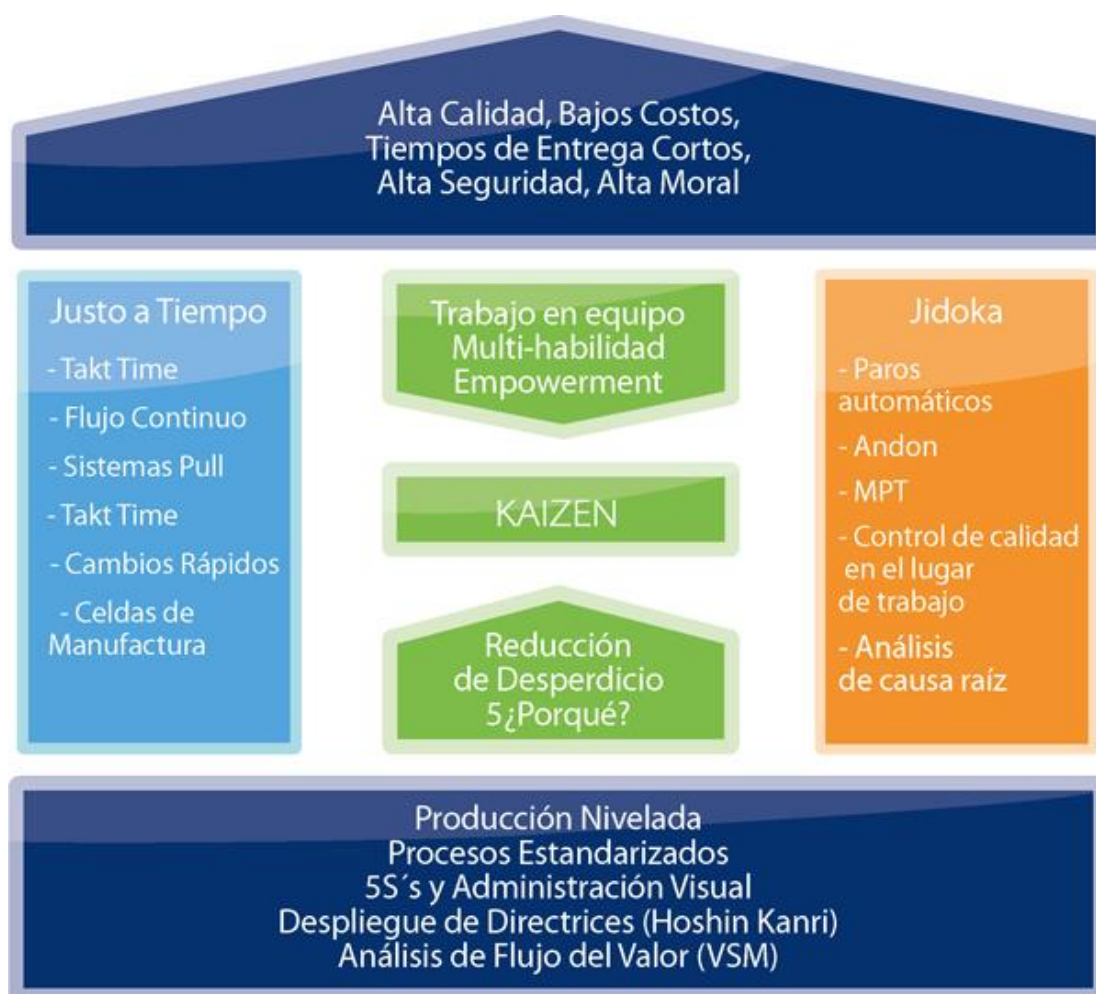 Alta Calidad, Bajos Costos,
Tiempos de Entrega Cortos,
Alta Seguridad, Alta Moral
Justo a Tiempo
- Takt Time
- Flujo Continuo
- Sistemas Pull
- Takt Time
- Cambios Rápidos
- Celdas de
Manufactura
Trabajo en equipo
Multi-habilidad
Empowerment
KAIZEN
Reducción
de Desperdicio
5¿Porqué?
Jidoka
- Paros
automáticos
- Andon
- MPT
- Control de calidad
en el lugar
de trabajo
- Análisis
de causa raíz
Producción Nivelada
Procesos Estandarizados
5S´s y Administración Visual
Despliegue de Directrices (Hoshin Kanri)
Análisis de Flujo del Valor (VSM)